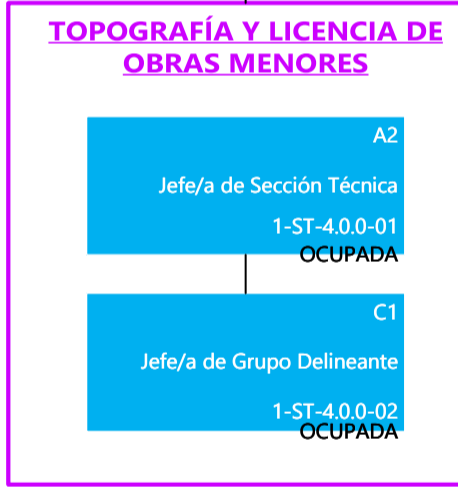 TOPOGRAFÍA Y LICENCIA DE
OBRAS MENORES
A2
Jefe/a de Sección Técnica
1-ST-4.0.0-01
OCUPADA
C1
Jefe/a de Grupo Delineante
1-ST-4.0.0-02
OCUPADA